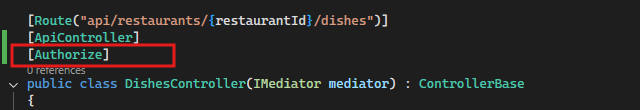 [Route("api/restaurants/{restaurantId}/dishes")]
[ApiController]
[Authorize]
0 references
public class DishesController(IMediator mediator) : ControllerBase
{